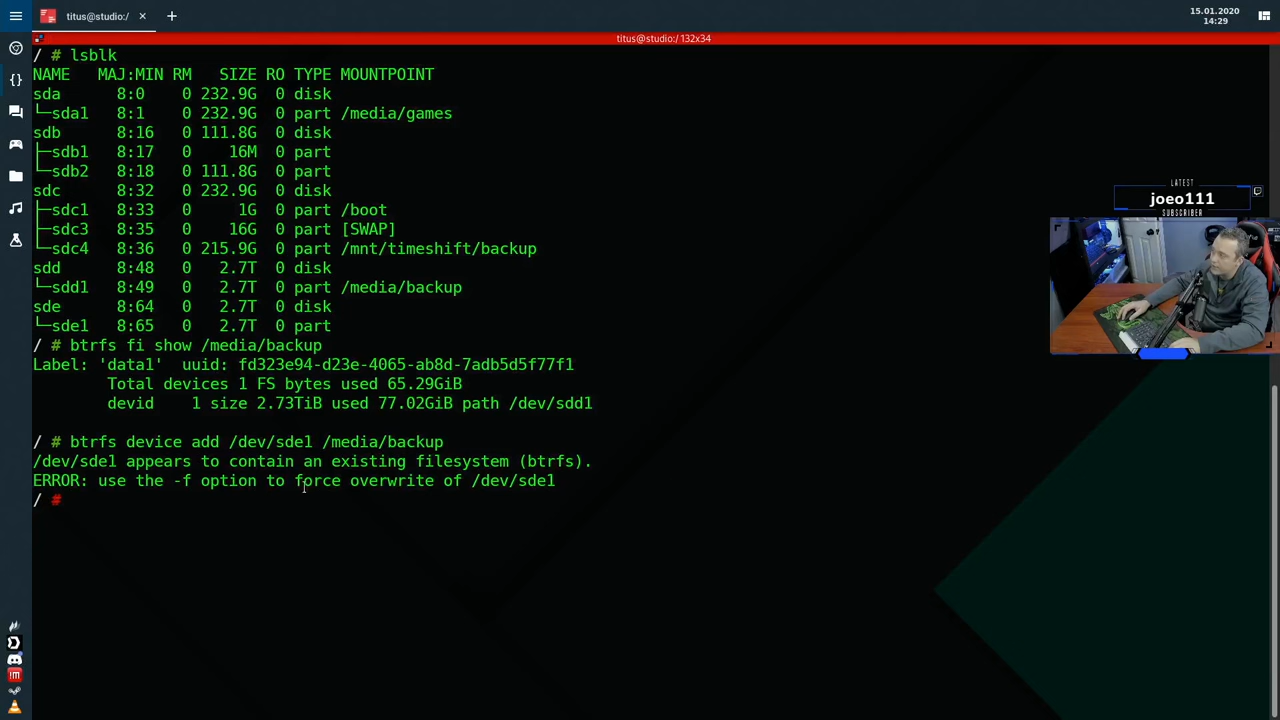 titus@studio:/
15.01.2020
14:29
titus@studio:/ 132x34
/ # lsblk
NAME MAJ:MIN RM SIZE RO TYPE MOUNTPOINT
sda 8:0 0 232.9G 0 disk
└─sda1 8:1 0 232.9G 0 part /media/games
sdb 8:16 0 111.8G 0 disk
├─sdb1 8:17 0 16M 0 part
└─sdb2 8:18 0 111.8G 0 part
sdc 8:32 0 232.9G 0 disk
├─sdc1 8:33 0 1G 0 part /boot
├─sdc3 8:35 0 16G 0 part [SWAP]
└─sdc4 8:36 0 215.9G 0 part /mnt/timeshift/backup
sdd 8:48 0 2.7T 0 disk
└─sdd1 8:49 0 2.7T 0 part /media/backup
sde 8:64 0 2.7T 0 disk
└─sde1 8:65 0 2.7T 0 part
/ # btrfs fi show /media/backup
Label: 'data1' uuid: fd323e94-d23e-4065-ab8d-7adb5d5f77f1
Total devices 1 FS bytes used 65.29GiB
devid 1 size 2.73TiB used 77.02GiB path /dev/sdd1
/ # btrfs device add /dev/sde1 /media/backup
/dev/sde1 appears to contain an existing filesystem (btrfs).
ERROR: use the -f option to force overwrite of /dev/sde1
/ #
LATEST
joeo111
SUBSCRIBER